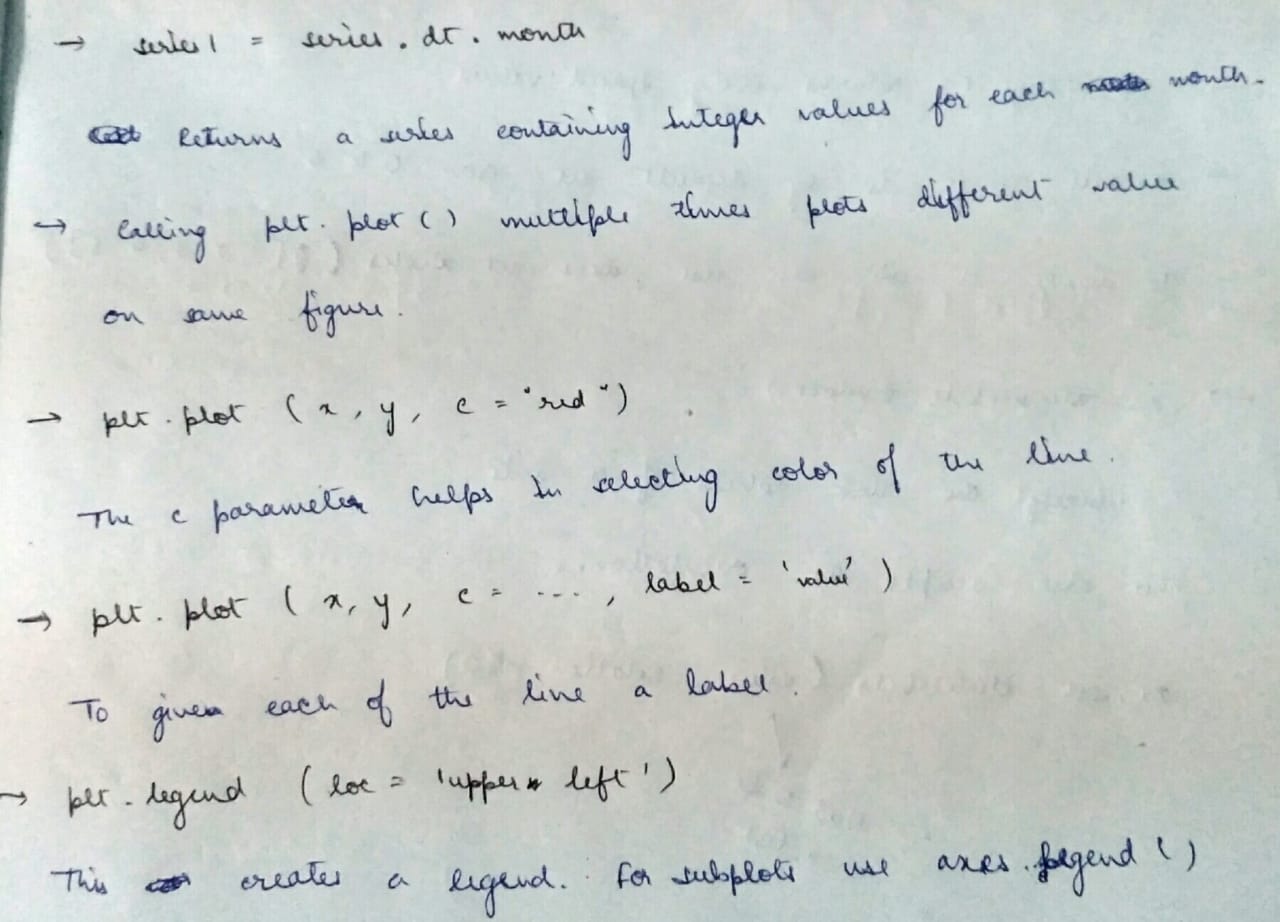 → series1 = series.dt.month
Returns a series containing Integer values for each month.
→ Calling plt.plot() multiple times plots different value
on same figure.
→ plt.plot (x, y, c = "red")
The c parameter helps in selecting color of the line.
→ plt.plot (x, y, c = ..., label = 'value')
To given each of the line a label.
→ plt.legend (loc = 'upper left')
This creates a legend. For subplots use axes.legend()